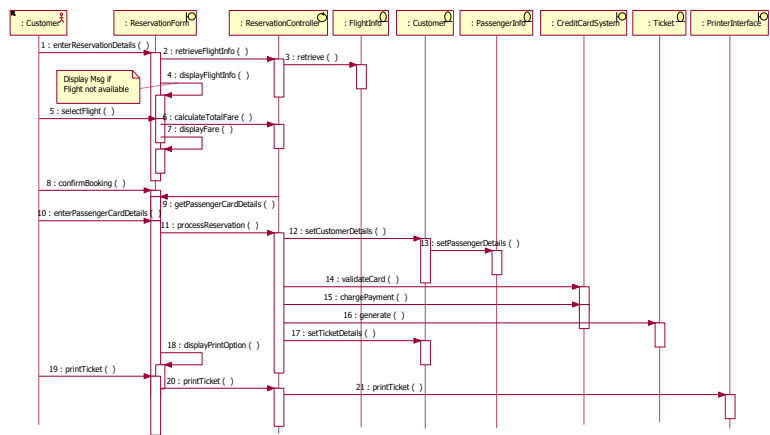 : Customer
: ReservationForm
: ReservationController
: FlightInfo
: Customer
: PassengerInfo
: CreditCardSystem
: Ticket
: PrinterInterface
1 : enterReservationDetails ( )
2 : retrieveFlightInfo ( )
3 : retrieve ( )
4 : displayFlightInfo ( )
Display Msg if
Flight not available
5 : selectFlight ( )
6 : calculateTotalFare ( )
7 : displayFare ( )
8 : confirmBooking ( )
9 : getPassengerCardDetails ( )
10 : enterPassengerCardDetails ( )
11 : processReservation ( )
12 : setCustomerDetails ( )
13 : setPassengerDetails ( )
14 : validateCard ( )
15 : chargePayment ( )
16 : generate ( )
17 : setTicketDetails ( )
18 : displayPrintOption ( )
19 : printTicket ( )
20 : printTicket ( )
21 : printTicket ( )